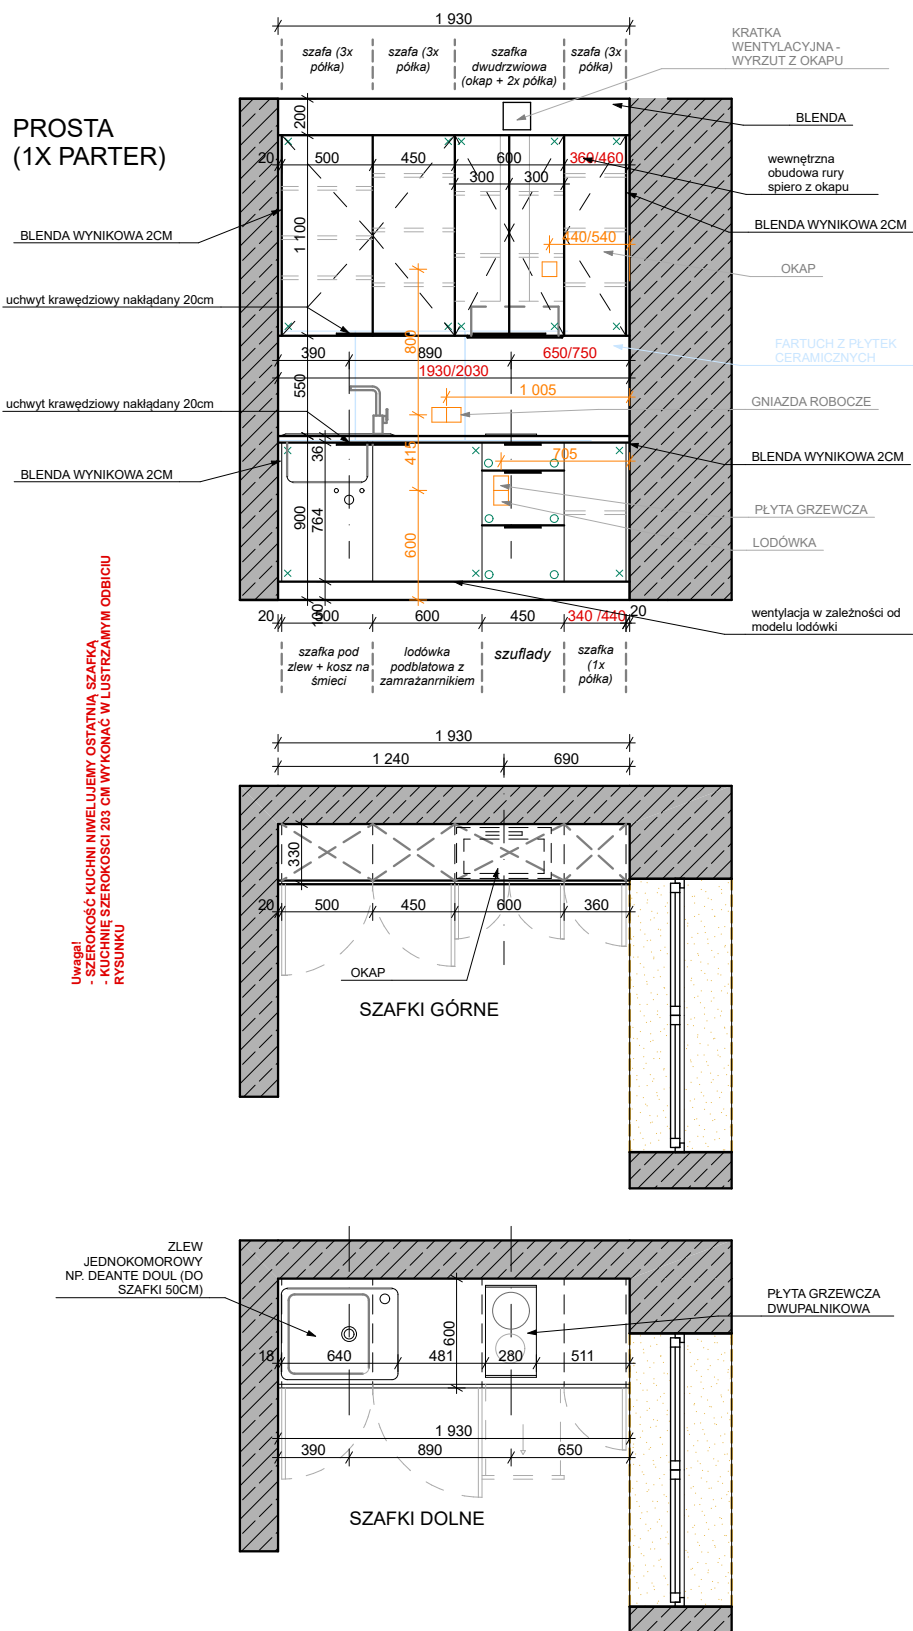 1 930
szafa (3x
półka)
szafa (3x
półka)
szafka
dwudrzwiowa
(okap + 2x półka)
szafa (3x
półka)
KRATKA
WENTYLACYJNA -
WYRZUT Z OKAPU
PROSTA
(1X PARTER)
200
BLENDA
20
500
450
600
360/460
300
300
wewnętrzna
obudowa rury
spiero z okapu
BLENDA WYNIKOWA 2CM
1 100
440/540
BLENDA WYNIKOWA 2CM
OKAP
uchwyt krawędziowy nakłądany 20cm
800
390
890
650/750
FARTUCH Z PŁYTEK
CERAMICZNYCH
1930/2030
550
1 005
uchwyt krawędziowy nakłądany 20cm
GNIAZDA ROBOCZE
36
415
705
BLENDA WYNIKOWA 2CM
BLENDA WYNIKOWA 2CM
900
764
600
PŁYTA GRZEWCZA
LODÓWKA
20
500
600
450
340 /440
20
wentylacja w zależności od
modelu lodówki
szafka pod
zlew + kosz na
śmieci
lodówka
podblatowa z
zamrażanrnikiem
szuflady
szafka
(1x
półka)
Uwaga!
- SZEROKOŚĆ KUCHNI NIWELUJEMY OSTATNIĄ SZAFKĄ
- KUCHNIĘ SZEROKOŚCI 203 CM WYKONAĆ W LUSTRZAMYM ODBICIU
RYSUNKU
1 930
1 240
690
330
20
500
450
600
360
OKAP
SZAFKI GÓRNE
ZLEW
JEDNOKOMOROWY
NP. DEANTE DOUL (DO
SZAFKI 50CM)
PŁYTA GRZEWCZA
DWUPALNIKOWA
600
18
640
481
280
511
1 930
390
890
650
SZAFKI DOLNE